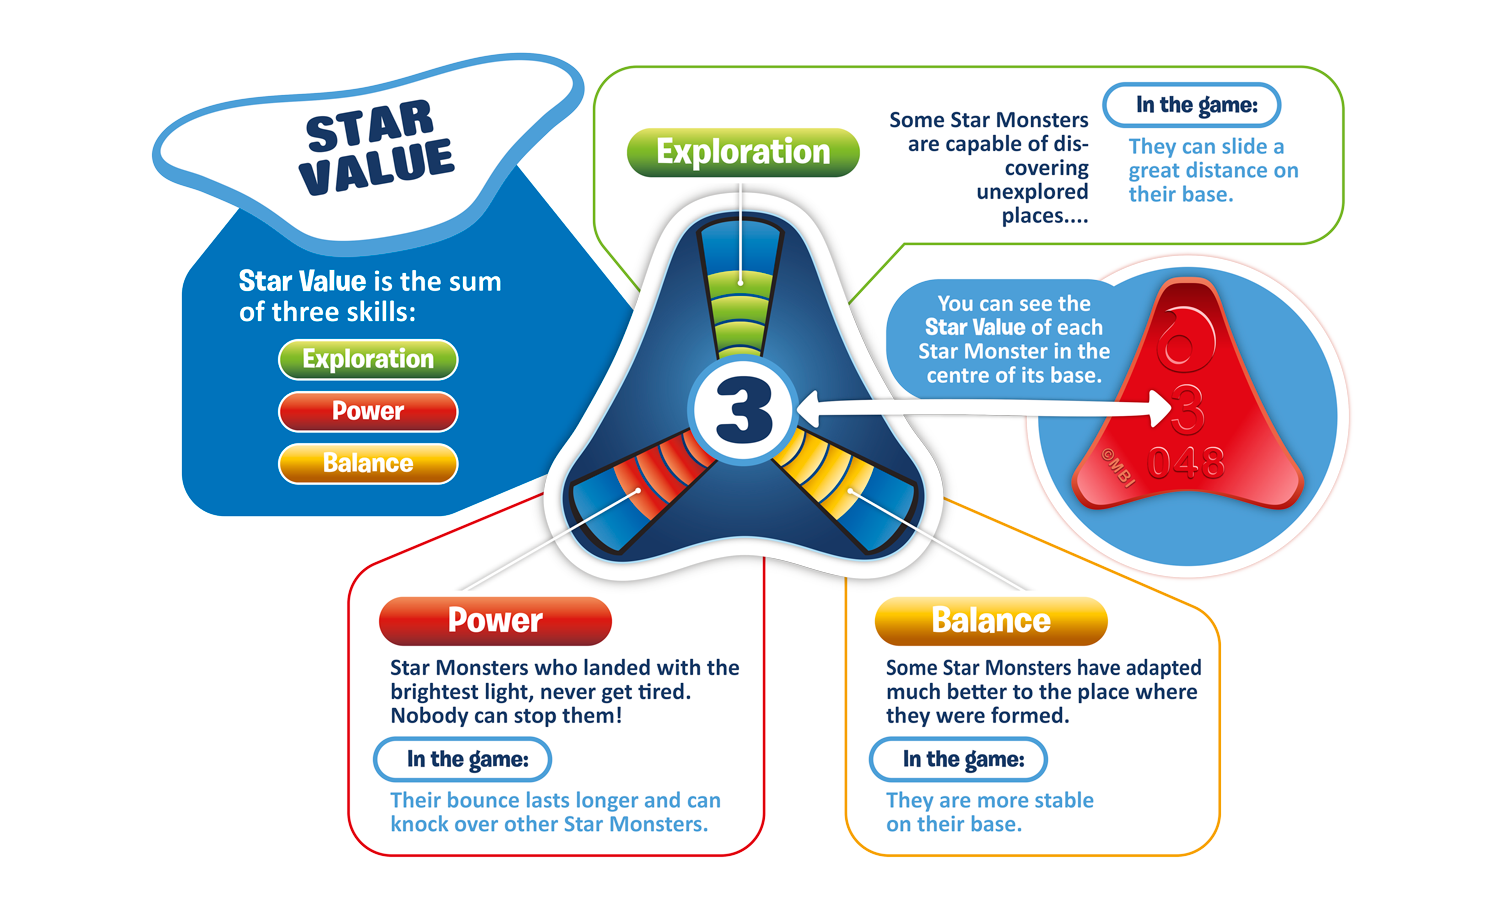 STAR
VALUE
Star Value is the sum
of three skills:
Exploration
Power
Balance
Exploration
Some Star Monsters
are capable of dis-
covering
unexplored
places....
In the game:
They can slide a
great distance on
their base.
You can see the
Star Value of each
Star Monster in the
centre of its base.
3
3
048
©MBI
Power
Star Monsters who landed with the
brightest light, never get tired.
Nobody can stop them!
In the game:
Their bounce lasts longer and can
knock over other Star Monsters.
Balance
Some Star Monsters have adapted
much better to the place where
they were formed.
In the game:
They are more stable
on their base.